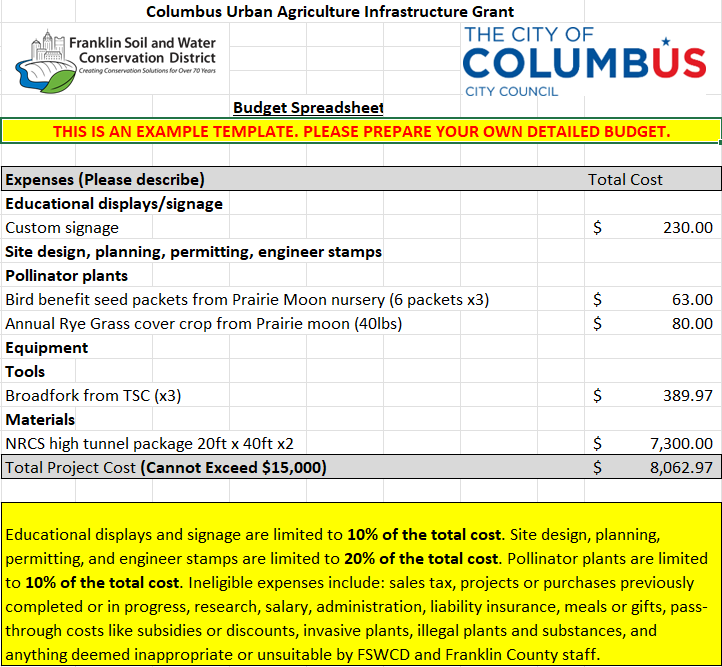 Columbus Urban Agriculture Infrastructure Grant
Franklin Soil and Water
Conservation District
Creating Conservation Solutions for Over 70 Years
THE CITY OF
COLUMBUS
CITY COUNCIL
Budget Spreadsheet
THIS IS AN EXAMPLE TEMPLATE. PLEASE PREPARE YOUR OWN DETAILED BUDGET.
Expenses (Please describe) Total Cost
Educational displays/signage
Custom signage $ 230.00
Site design, planning, permitting, engineer stamps
Pollinator plants
Bird benefit seed packets from Prairie Moon nursery (6 packets x3) $ 63.00
Annual Rye Grass cover crop from Prairie moon (40lbs) $ 80.00
Equipment
Tools
Broadfork from TSC (x3) $ 389.97
Materials
NRCS high tunnel package 20ft x 40ft x2 $ 7,300.00
Total Project Cost (Cannot Exceed $15,000) $ 8,062.97
Educational displays and signage are limited to 10% of the total cost. Site design, planning,
permitting, and engineer stamps are limited to 20% of the total cost. Pollinator plants are limited
to 10% of the total cost. Ineligible expenses include: sales tax, projects or purchases previously
completed or in progress, research, salary, administration, liability insurance, meals or gifts, pass-
through costs like subsidies or discounts, invasive plants, illegal plants and substances, and
anything deemed inappropriate or unsuitable by FSWCD and Franklin County staff.